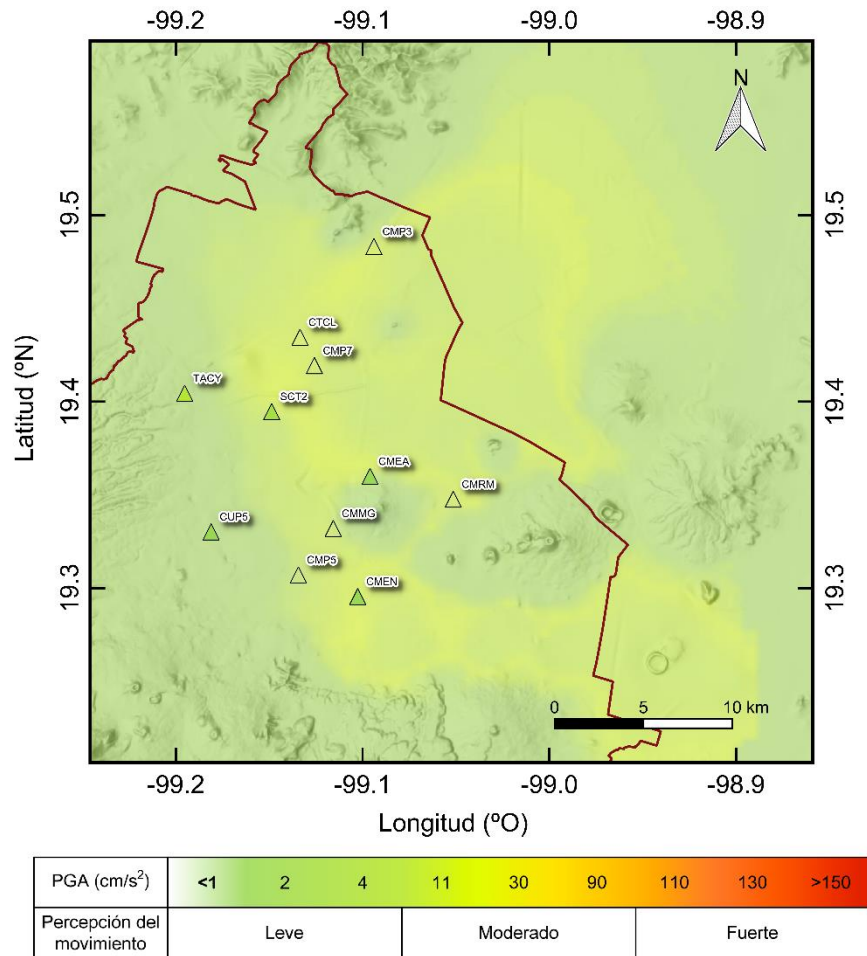 -99.2 -99.1 -99.0 -98.9
N
19.5 19.5
CMP3
CTCL
CMP7
TACY
19.4 19.4
SCT2
CMEA
CMRM
CUP5
CMMG
CMP5
19.3 19.3
CMEN
Latitud (ºN)
0 5 10 km
-99.2 -99.1 -99.0 -98.9
Longitud (ºO)
PGA (cm/s²) <1 2 4 11 30 90 110 130 >150
Percepción del
movimiento Leve Moderado Fuerte